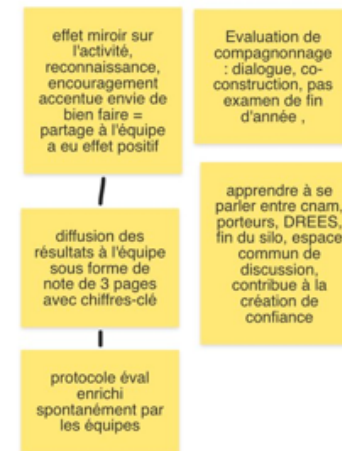 effet miroir sur
l'activité,
reconnaissance,
encouragement
accentue envie de
bien faire =
partage à l'équipe
a eu effet positif
diffusion des
résultats à l'équipe
sous forme de
note de 3 pages
avec chiffres-clé
protocole éval
enrichi
spontanément par
les équipes
Evaluation de
compagnonnage
: dialogue, co-
construction, pas
examen de fin
d'année ,
apprendre à se
parler entre cnam,
porteurs, DREES,
fin du silo, espace
commun de
discussion,
contribue à la
création de
confiance